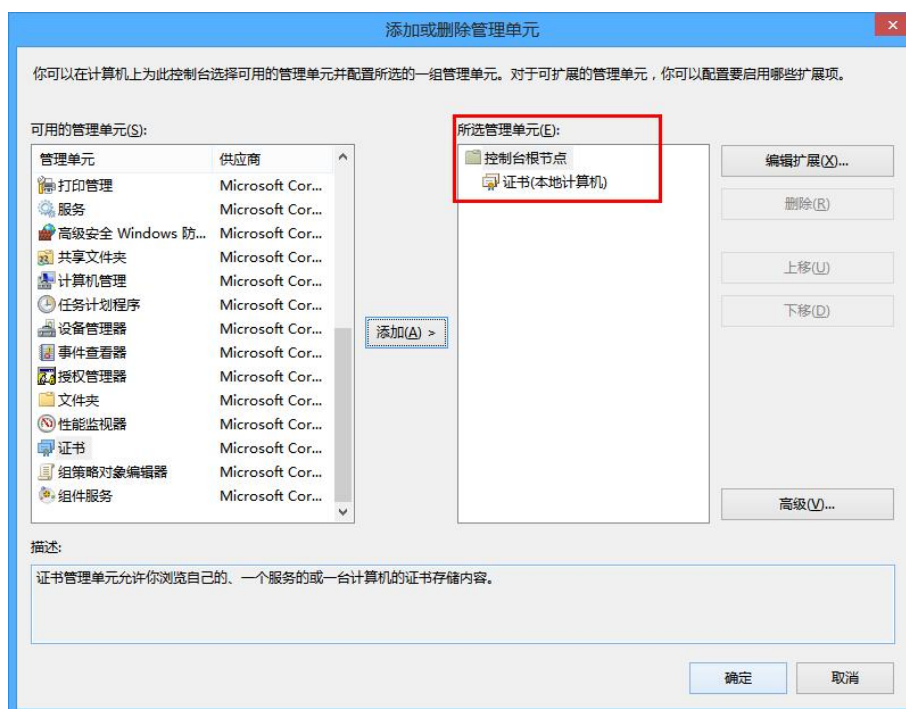 添加或删除管理单元
你可以在计算机上为此控制台选择可用的管理单元并配置所选的一组管理单元。对于可扩展的管理单元，你可以配置要启用哪些扩展项。
可用的管理单元(S):
管理单元 供应商
打印管理 Microsoft Cor...
服务 Microsoft Cor...
高级安全 Windows 防... Microsoft Cor...
共享文件夹 Microsoft Cor...
计算机管理 Microsoft Cor...
任务计划程序 Microsoft Cor...
设备管理器 Microsoft Cor...
事件查看器 Microsoft Cor...
授权管理器 Microsoft Cor...
文件夹 Microsoft Cor...
性能监视器 Microsoft Cor...
证书 Microsoft Cor...
组策略对象编辑器 Microsoft Cor...
组件服务 Microsoft Cor...
添加(A) >
所选管理单元(E):
控制台根节点
证书(本地计算机)
编辑扩展(X)...
删除(R)
上移(U)
下移(D)
高级(V)...
描述:
证书管理单元允许你浏览自己的、一个服务的或一台计算机的证书存储内容。
确定
取消